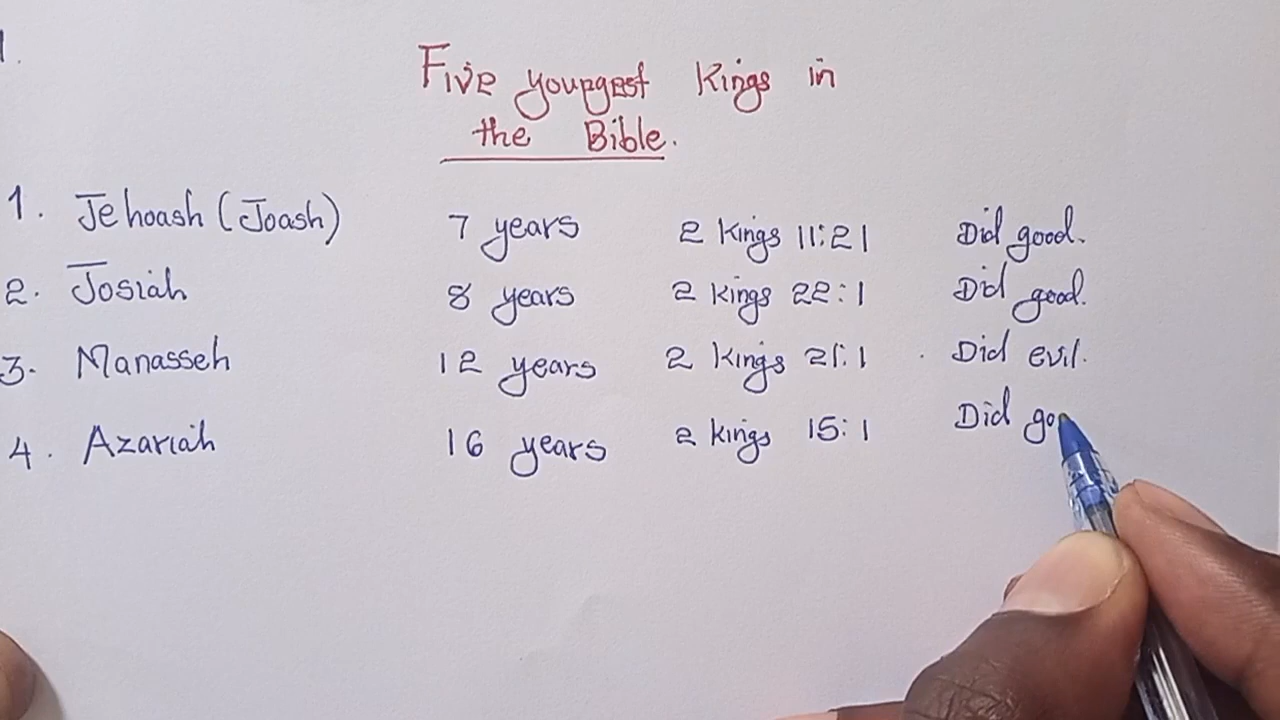 1.
Five youngest Kings in
the Bible.
1. Jehoash (Joash) 7 years 2 Kings 11:21 Did good.
2. Josiah 8 years 2 Kings 22:1 Did good.
3. Manasseh 12 years 2 Kings 21:1 Did evil.
4. Azariah 16 years 2 kings 15:1 Did goo